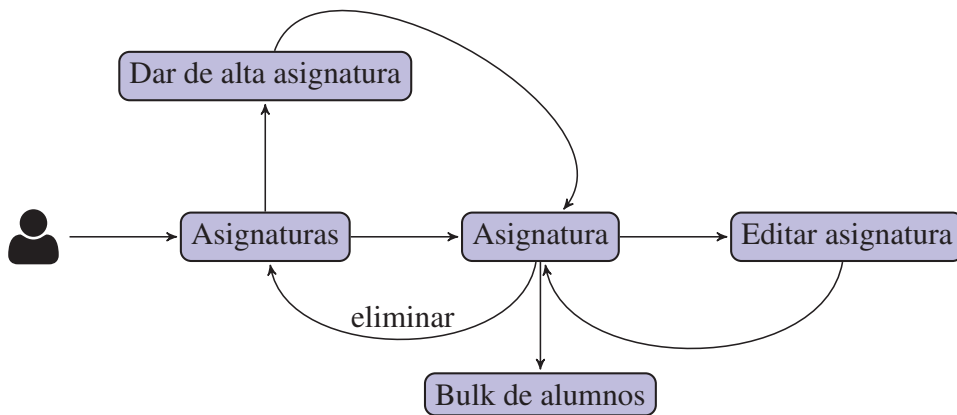 Dar de alta asignatura
Asignaturas
Asignatura
Editar asignatura
eliminar
Bulk de alumnos